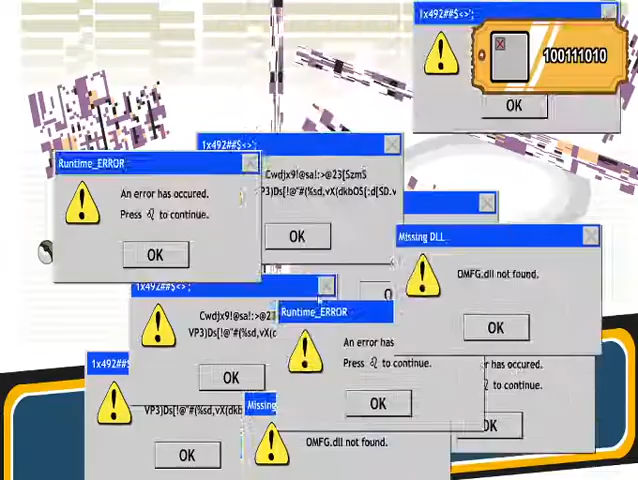 1x492##$<>';
100111010
OK
1x492##$<>';
Cwdjx9!@sa!:>@23[SzmS
P3)Ds[!@"#(%sd,vX(dkbOS[:d[SD.v
OK
Runtime_ERROR
An error has occured.
Press to continue.
OK
Missing DLL
OMFG.dll not found.
OK
1x492##$<>';
Cwdjx9!@sa!:>@23
VP3)Ds[!@"#(%sd,vX(
OK
Runtime_ERROR
An error has
Press to continue.
OK
has occured.
to continue.
OK
1x492##$
VP3)Ds[!@"#(%sd,vX(dkb
OK
Missing
OMFG.dll not found.